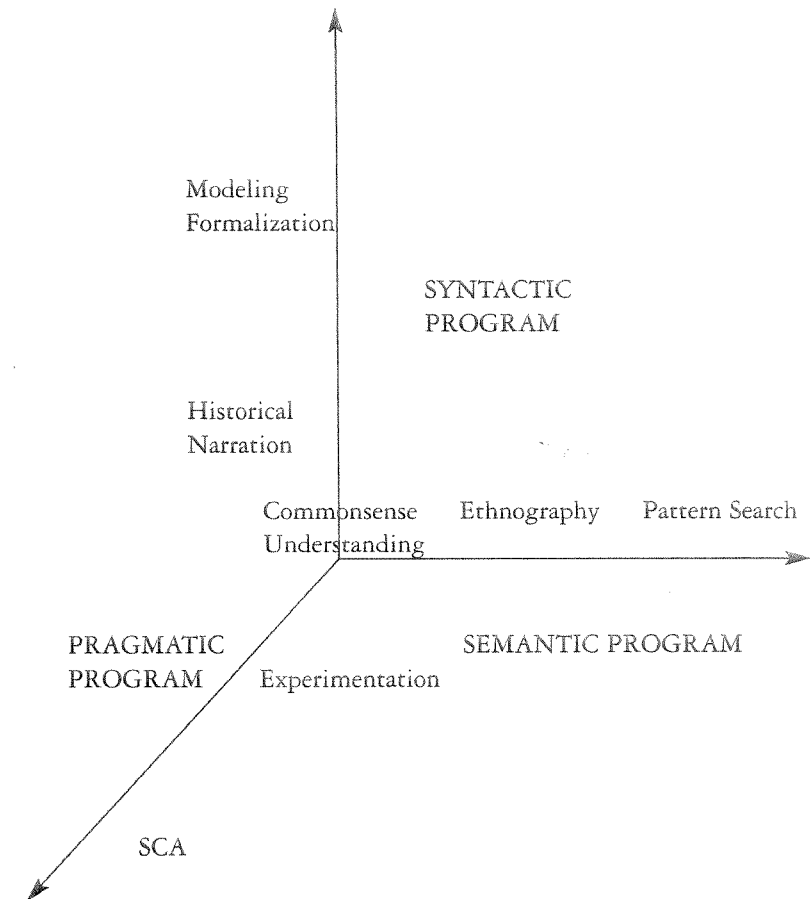 Modeling
Formalization
SYNTACTIC
PROGRAM
Historical
Narration
Commonsense Ethnography Pattern Search
Understanding
PRAGMATIC SEMANTIC PROGRAM
PROGRAM Experimentation
SCA